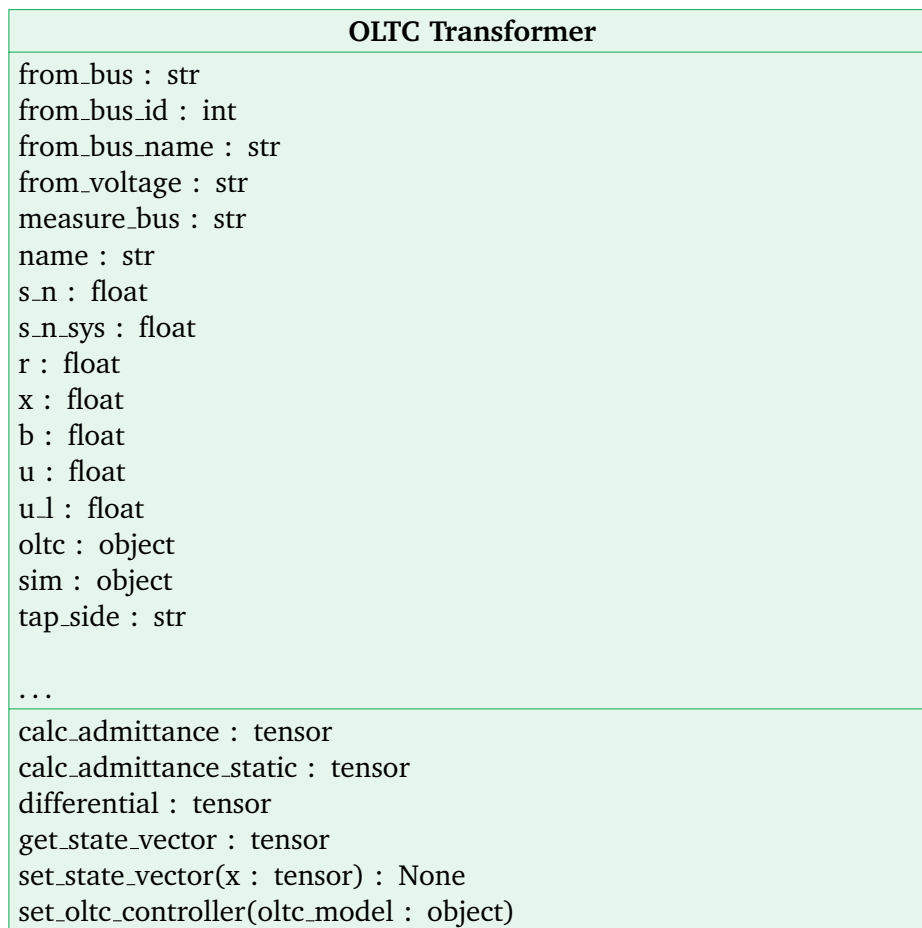 OLTC Transformer
from_bus : str
from_bus_id : int
from_bus_name : str
from_voltage : str
measure_bus : str
name : str
s_n : float
s_n_sys : float
r : float
x : float
b : float
u : float
u_l : float
oltc : object
sim : object
tap_side : str
...
calc_admittance : tensor
calc_admittance_static : tensor
differential : tensor
get_state_vector : tensor
set_state_vector(x : tensor) : None
set_oltc_controller(oltc_model : object)